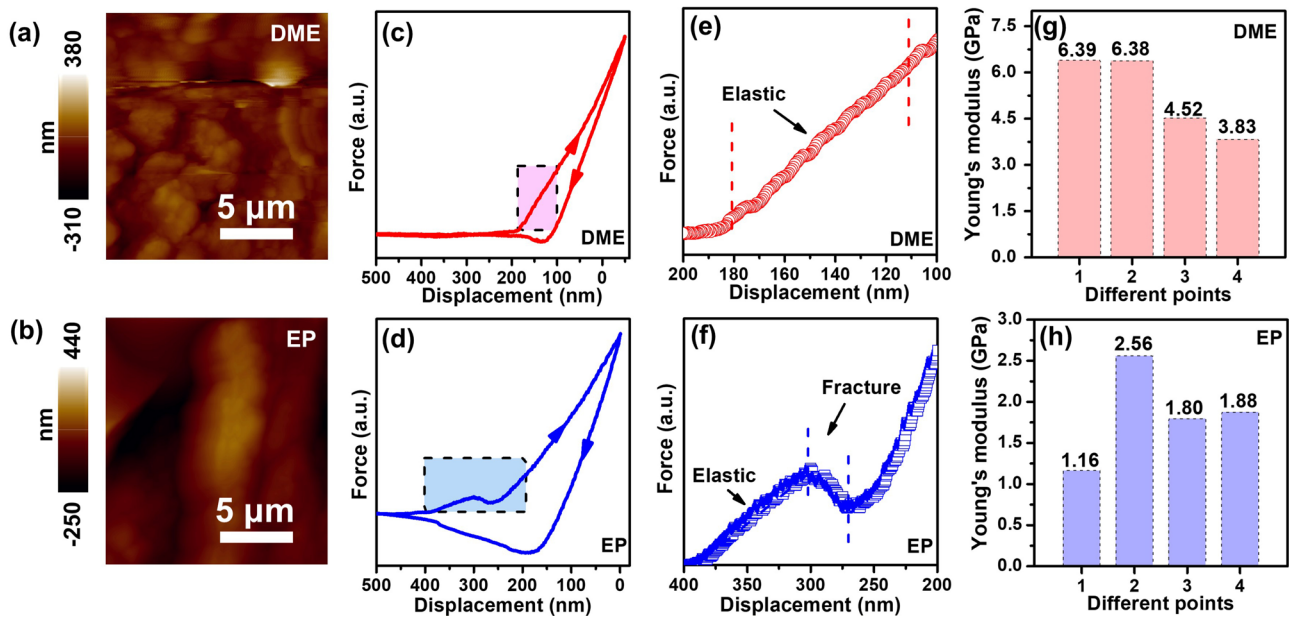 (a)
380
nm
-310
DME
5 μm
(c)
Force (a.u.)
DME
500 400 300 200 100 0
Displacement (nm)
(e)
Force (a.u.)
Elastic
DME
200 180 160 140 120 100
Displacement (nm)
(g)
DME
Young's modulus (GPa)
7.5
6.0
4.5
3.0
1.5
0.0
6.39 6.38 4.52 3.83
1 2 3 4
Different points
(b)
440
nm
-250
EP
5 μm
(d)
Force (a.u.)
EP
500 400 300 200 100 0
Displacement (nm)
(f)
Force (a.u.)
Elastic
Fracture
EP
400 350 300 250 200
Displacement (nm)
(h)
EP
Young's modulus (GPa)
3.0
2.5
2.0
1.5
1.0
0.5
0.0
1.16 2.56 1.80 1.88
1 2 3 4
Different points